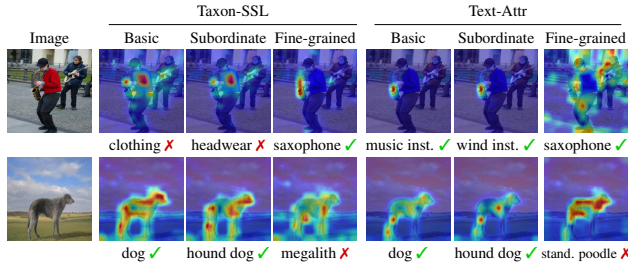 Taxon-SSL Text-Attr
Image Basic Subordinate Fine-grained Basic Subordinate Fine-grained
clothing ✗ headwear ✗ saxophone ✓ music inst. ✓ wind inst. ✓ saxophone ✓
dog ✓ hound dog ✓ megalith ✗ dog ✓ hound dog ✓ stand. poodle ✗